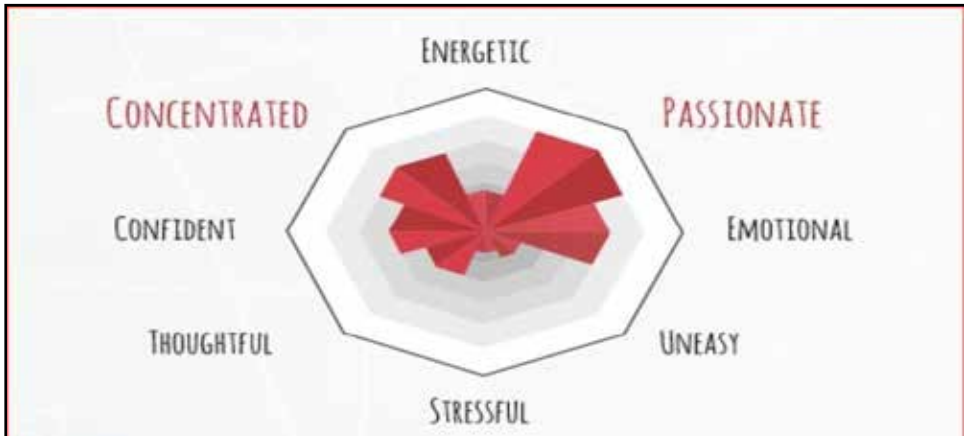 ENERGETIC
CONCENTRATED
PASSIONATE
CONFIDENT
EMOTIONAL
THOUGHTFUL
UNEASY
STRESSFUL